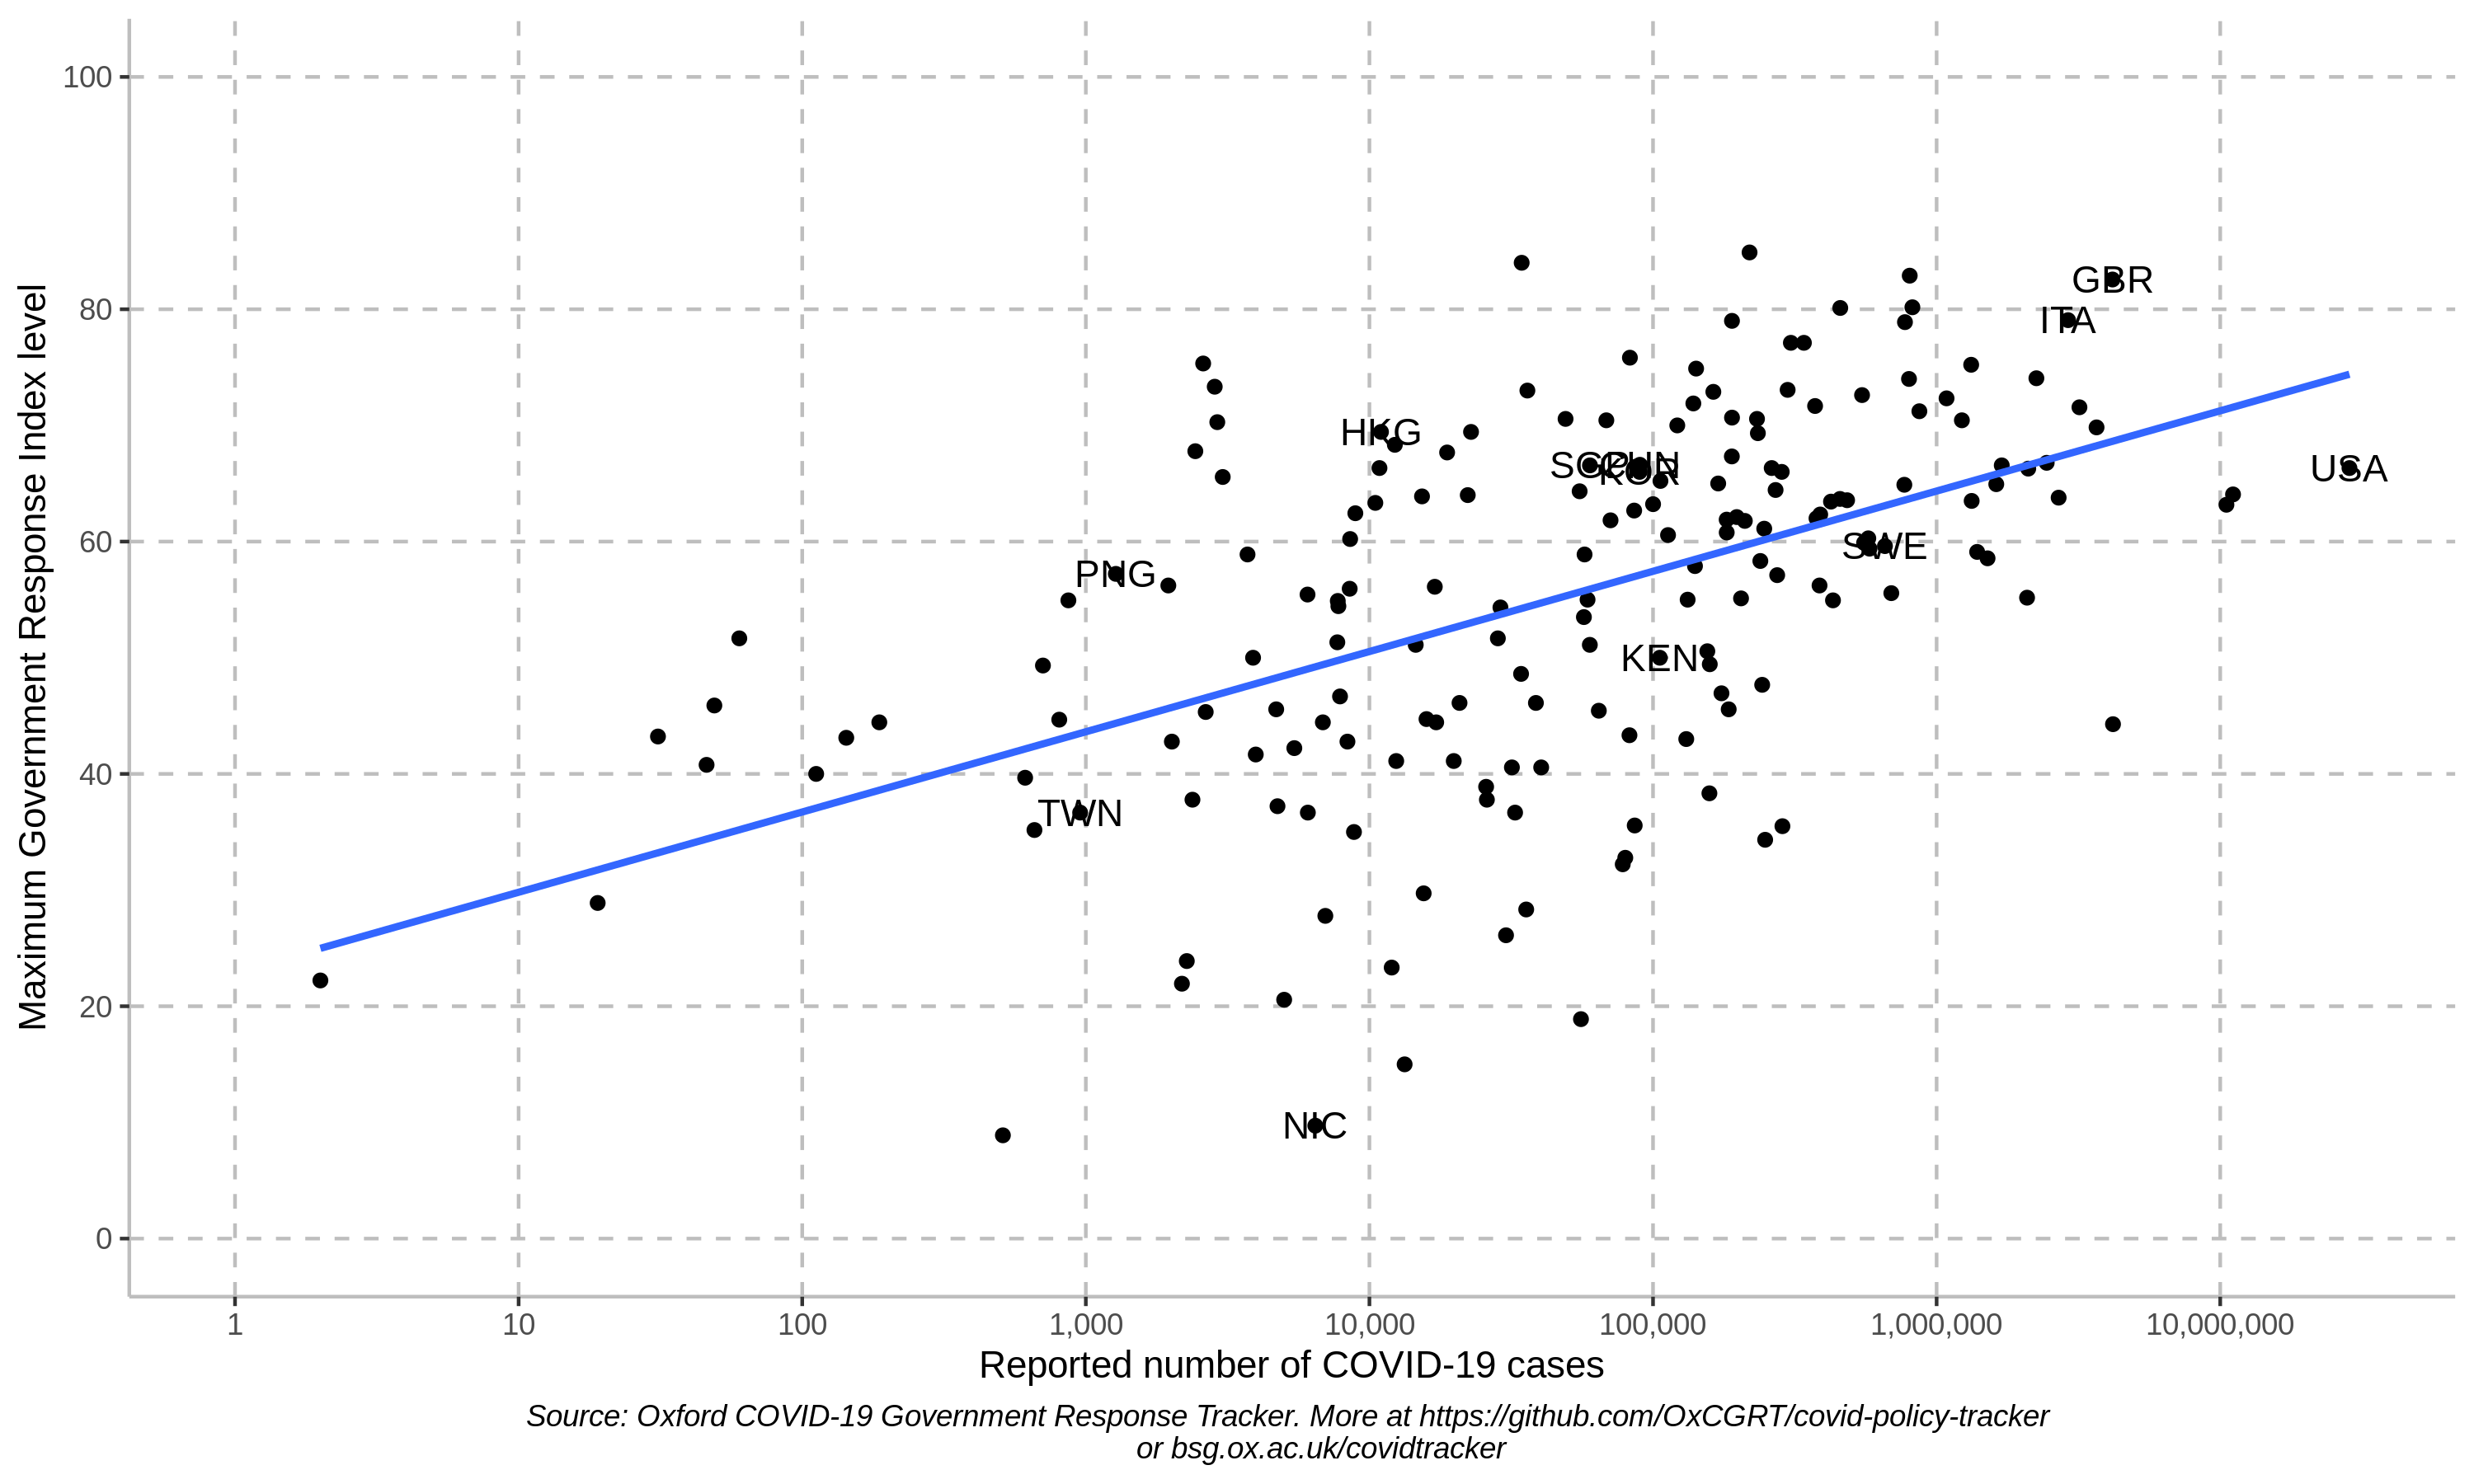 Maximum Government Response Index level
100
80
60
40
20
0
GBR
ITA
HKG
SGP
CHN
KOR
USA
SWE
PNG
KEN
TWN
NIC
1
10
100
1,000
10,000
100,000
1,000,000
10,000,000
Reported number of COVID-19 cases
Source: Oxford COVID-19 Government Response Tracker. More at https://github.com/OxCGRT/covid-policy-tracker
or bsg.ox.ac.uk/covidtracker